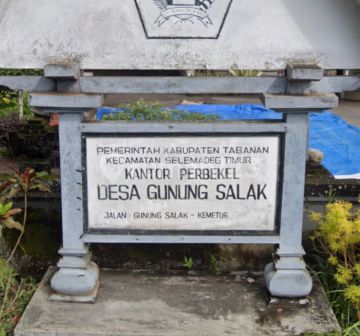 PEMERINTAH KABUPATEN TABANAN
KECAMATAN SELEMADEG TIMUR
KANTOR PERBEKEL
DESA GUNUNG SALAK
JALAN GUNUNG SALAK - KEMETUG